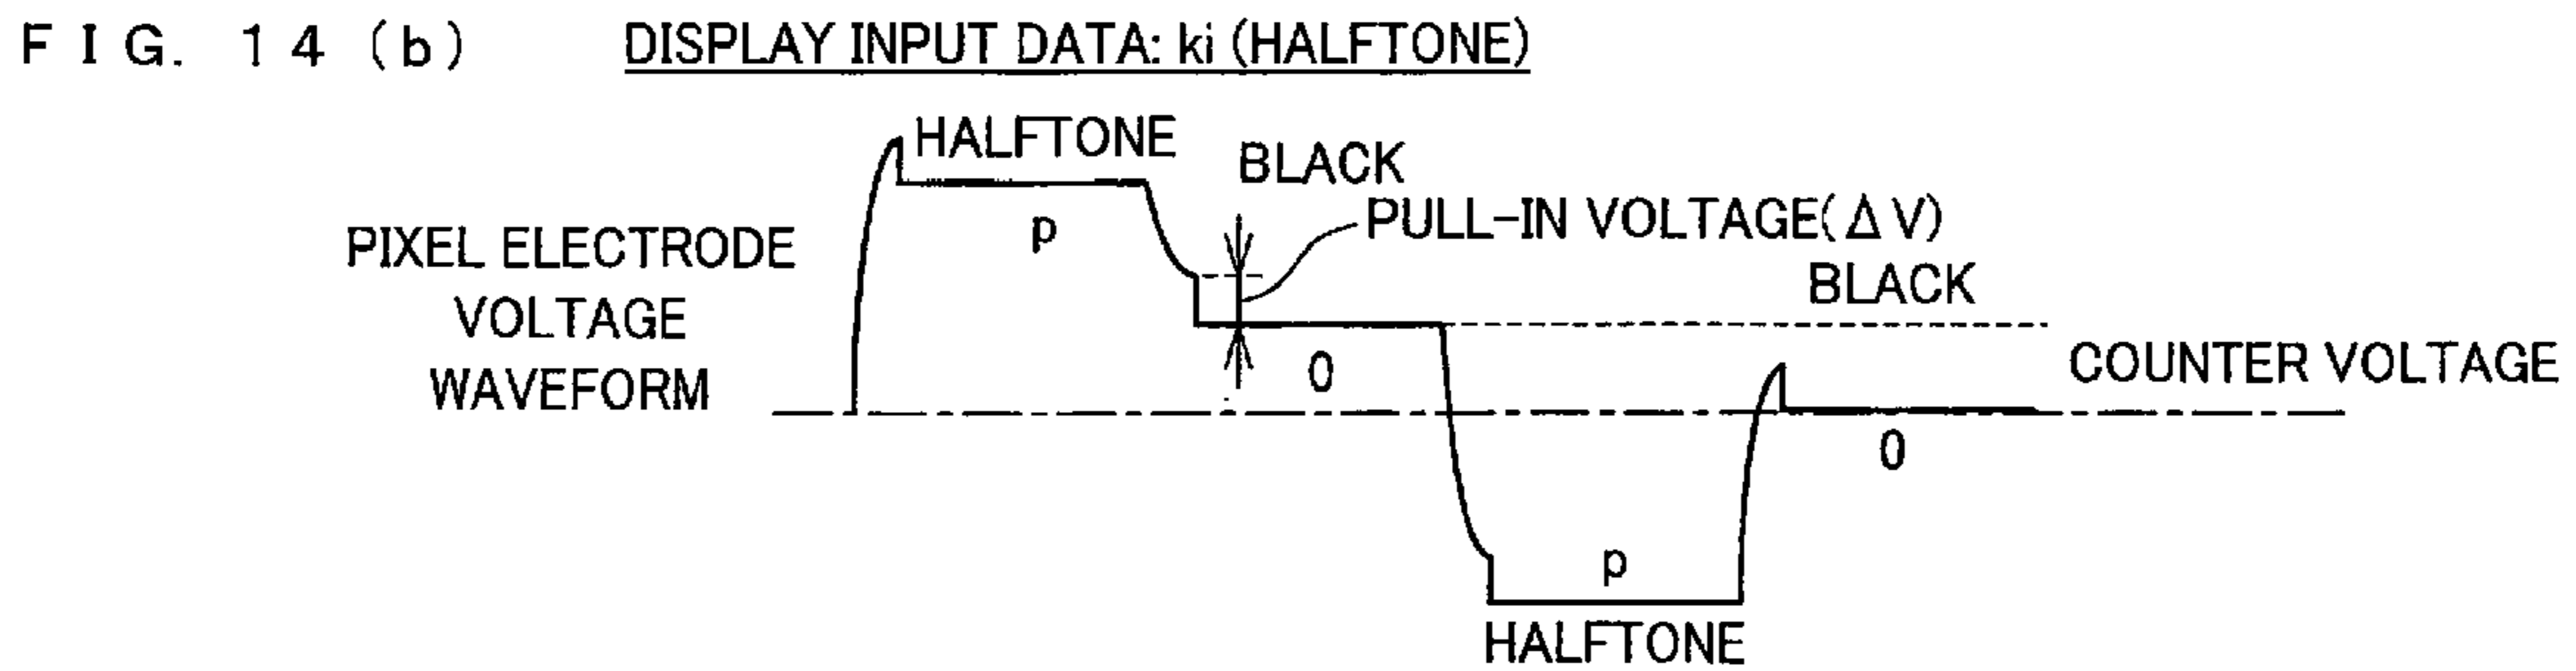 ＦＩＧ. １４(b) DISPLAY INPUT DATA: ki (HALFTONE)
HALFTONE
BLACK
p
PULL-IN VOLTAGE(ΔV)
PIXEL ELECTRODE
VOLTAGE
WAVEFORM
BLACK
0
COUNTER VOLTAGE
0
p
HALFTONE